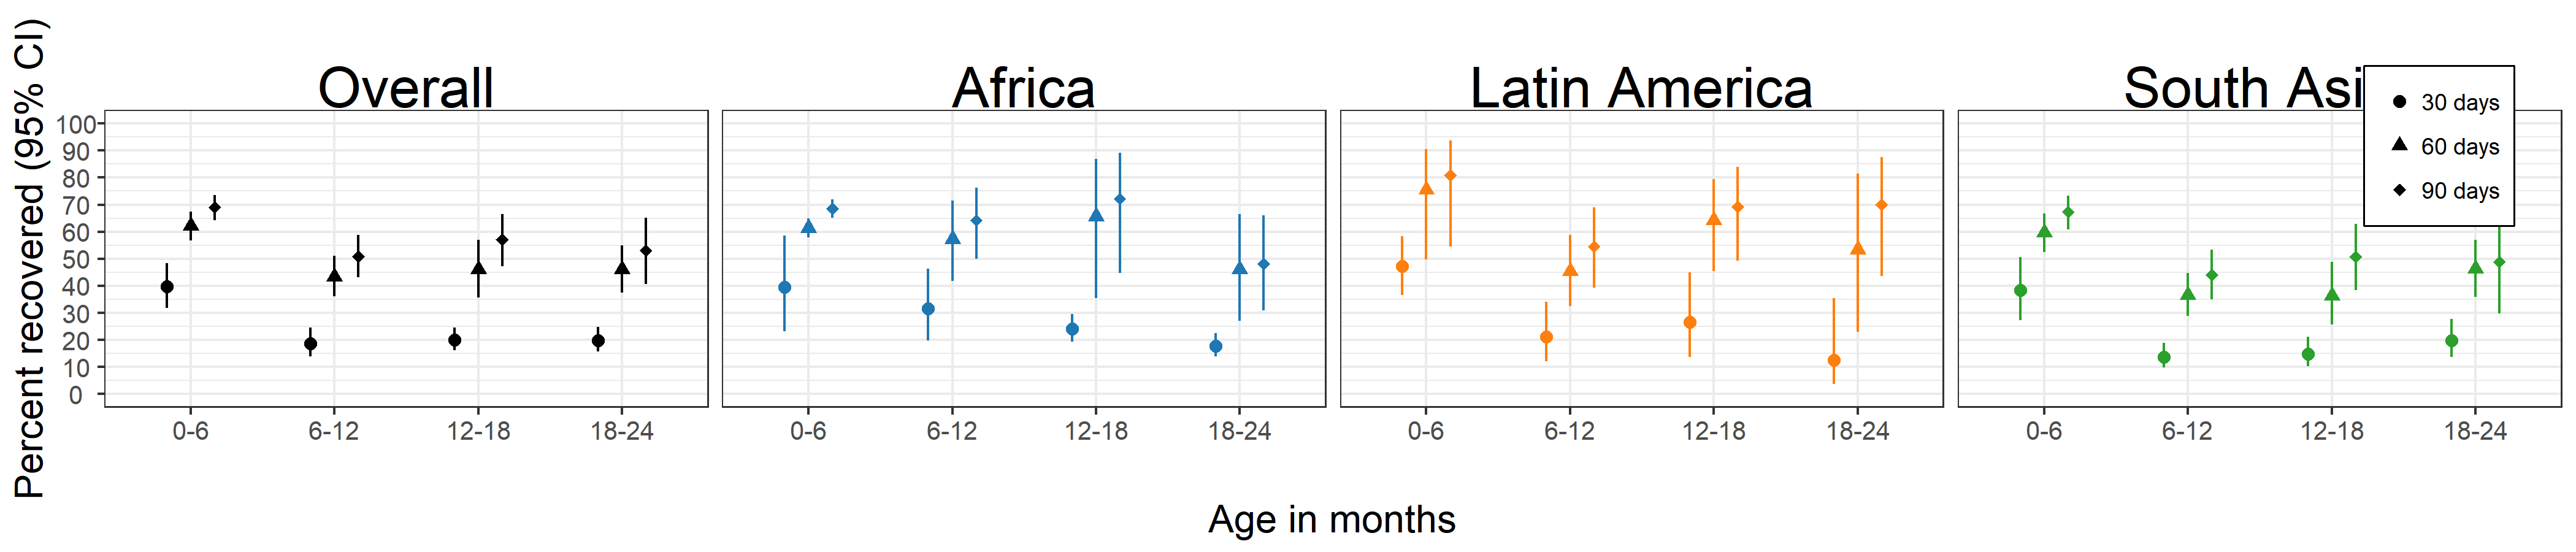 Percent recovered (95% CI)
Overall
Africa
Latin America
South Asi
30 days
60 days
90 days
100
90
80
70
60
50
40
30
20
10
0
0-6 6-12 12-18 18-24
0-6 6-12 12-18 18-24
0-6 6-12 12-18 18-24
0-6 6-12 12-18 18-24
Age in months